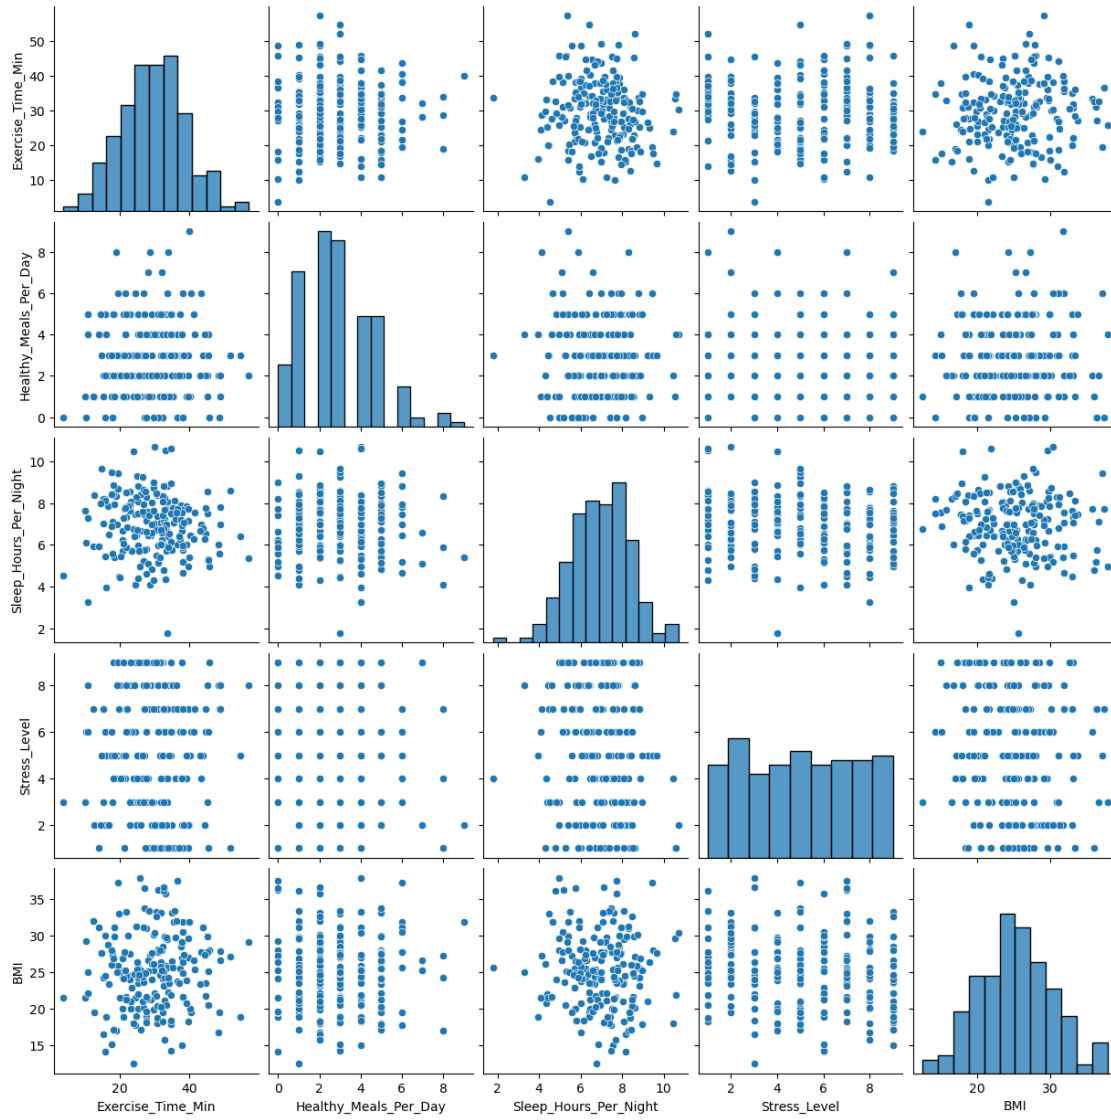 Exercise_Time_Min
50
40
30
20
10
Healthy_Meals_Per_Day
8
6
4
2
0
Sleep_Hours_Per_Night
10
8
6
4
2
Stress_Level
8
6
4
2
BMI
35
30
25
20
15
20 40
0 2 4 6 8
2 4 6 8 10
2 4 6 8
20 30
Exercise_Time_Min
Healthy_Meals_Per_Day
Sleep_Hours_Per_Night
Stress_Level
BMI